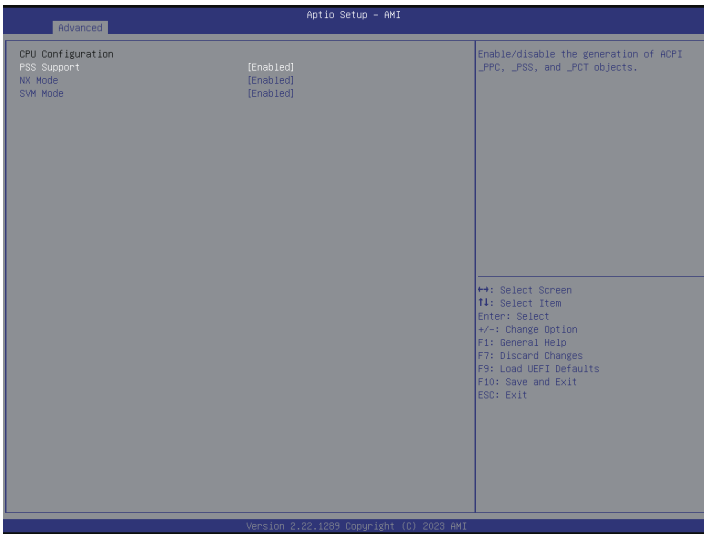 Aptio Setup – AMI
Advanced
CPU Configuration
PSS Support [Enabled]
NX Mode [Enabled]
SVM Mode [Enabled]
Enable/disable the generation of ACPI
_PPC, _PSS, and _PCT objects.
↔: Select Screen
↑↓: Select Item
Enter: Select
+/-: Change Option
F1: General Help
F7: Discard Changes
F9: Load UEFI Defaults
F10: Save and Exit
ESC: Exit
Version 2.22.1289 Copyright (C) 2023 AMI